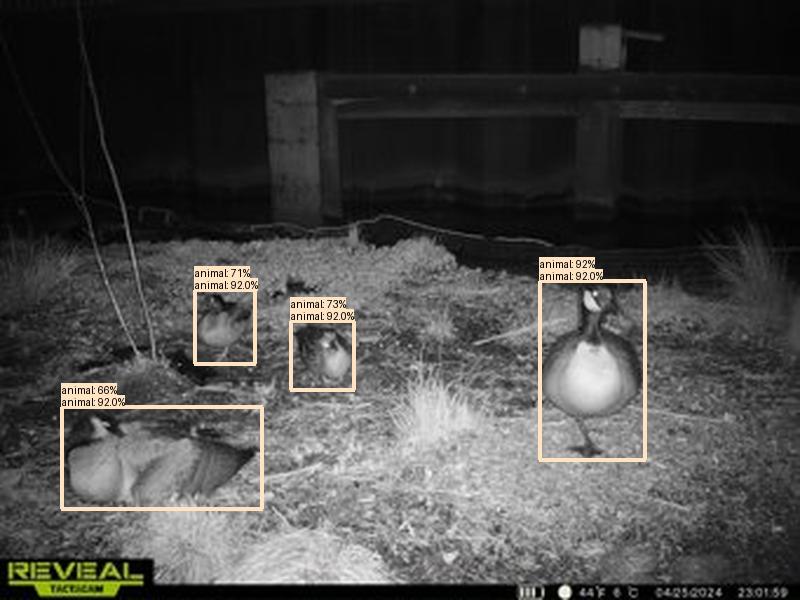 animal: 92%
animal: 92.0%
animal: 71%
animal: 92.0%
animal: 73%
animal: 92.0%
animal: 66%
animal: 92.0%
REVEAL
TACTACAM
44°F 6 °C 04/25/2024 23:01:59